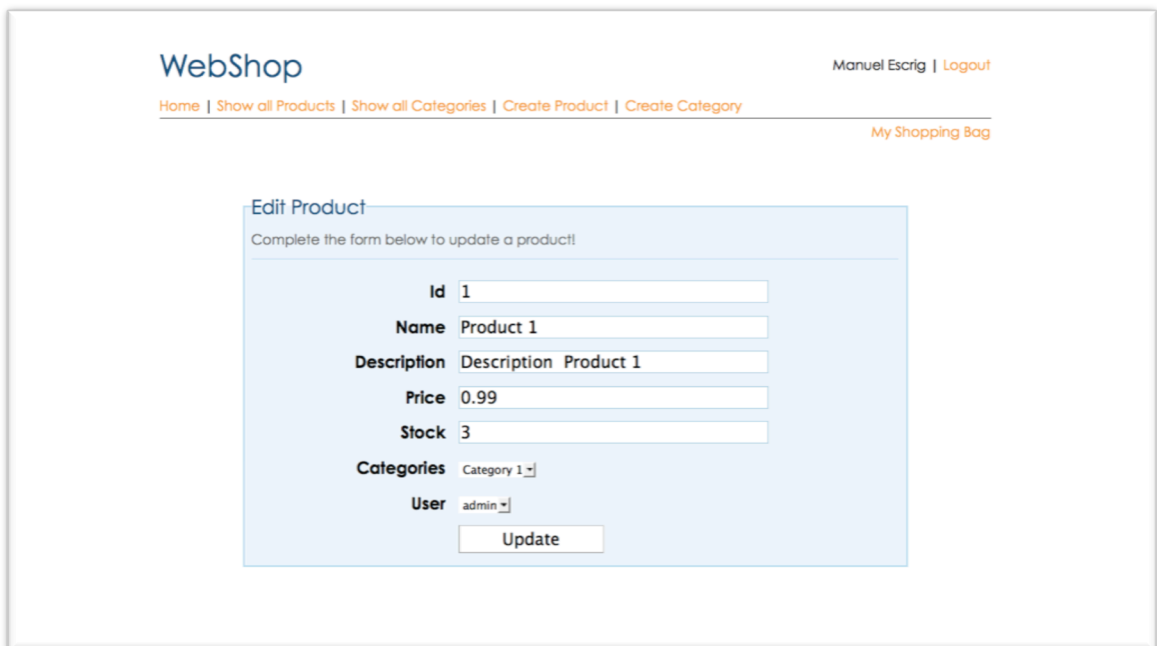 WebShop
Manuel Escrig | Logout
Home | Show all Products | Show all Categories | Create Product | Create Category
My Shopping Bag
Edit Product
Complete the form below to update a product!
Id 1
Name Product 1
Description Description  Product 1
Price 0.99
Stock 3
Categories Category 1
User admin
Update